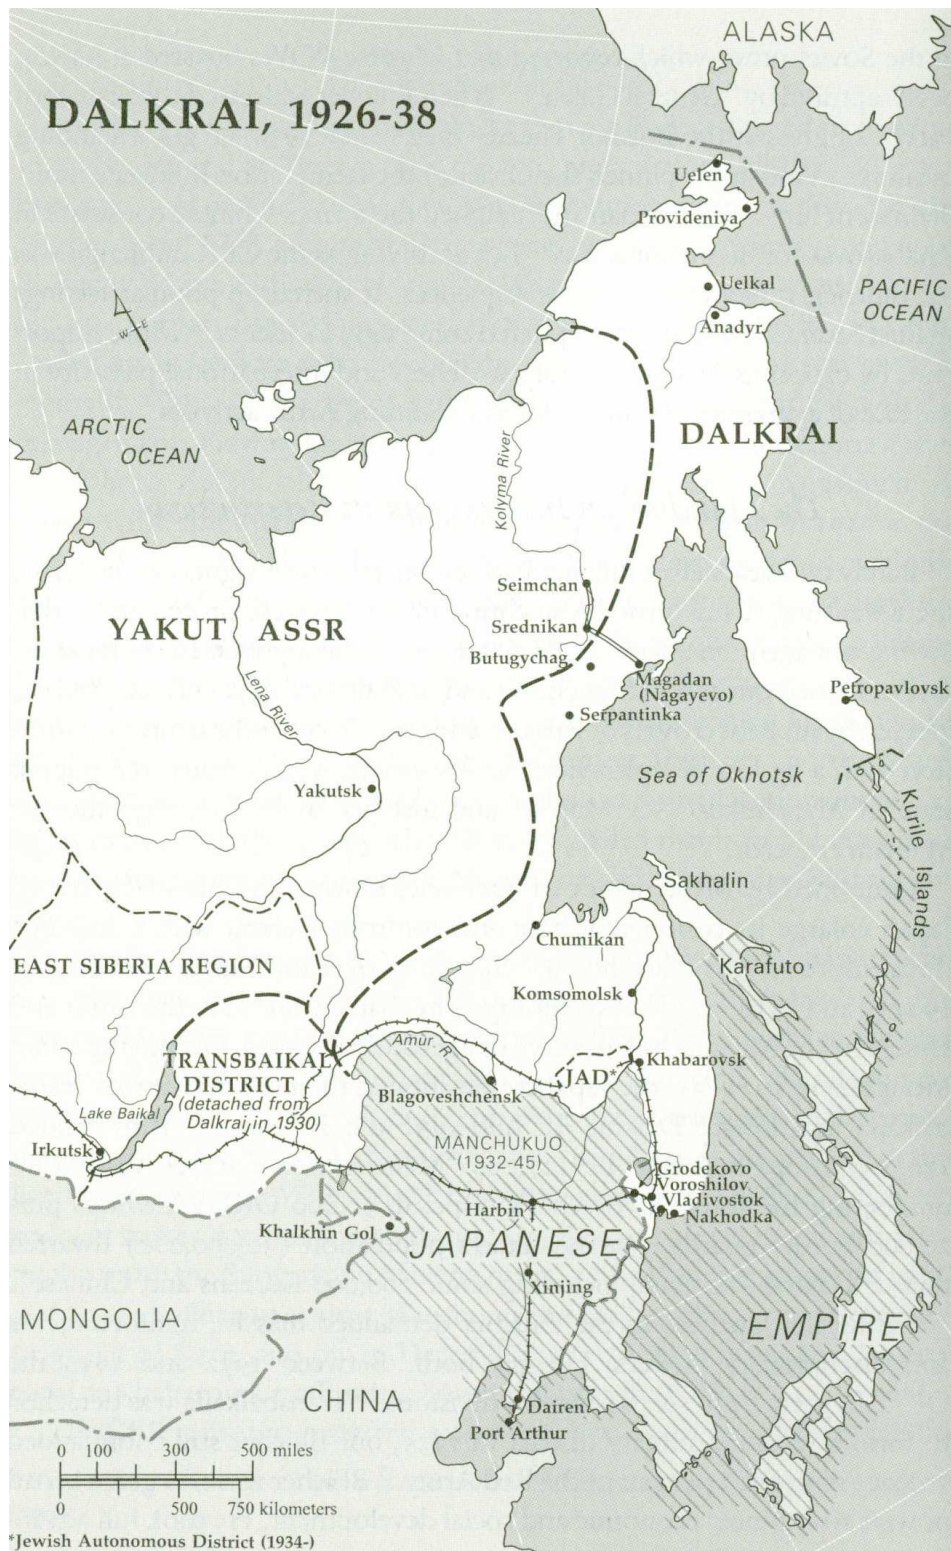 ALASKA
DALKRAI, 1926-38
Uelen
Provideniya
Uelkal
PACIFIC
OCEAN
Anadyr
W
E
ARCTIC
OCEAN
DALKRAI
Kolyma River
Seimchan
YAKUT ASSR
Srednikan
Butugychag
Magadan
(Nagayevo)
Lena River
Petropavlovsk
Serpantinka
Sea of Okhotsk
Yakutsk
Kurile Islands
Sakhalin
Chumikan
Karafuto
EAST SIBERIA REGION
Komsomolsk
Amur R
TRANSBAIKAL
DISTRICT
(detached from
Dalkrai in 1930)
JAD*
Khabarovsk
Blagoveshchensk
Lake Baikal
MANCHUKUO
(1932-45)
Irkutsk
Grodekovo
Voroshilov
Vladivostok
Nakhodka
Harbin
Khalkhin Gol
JAPANESE
Xinjing
MONGOLIA
EMPIRE
CHINA
Dairen
Port Arthur
0 100 300 500 miles
0 500 750 kilometers
*Jewish Autonomous District (1934-)